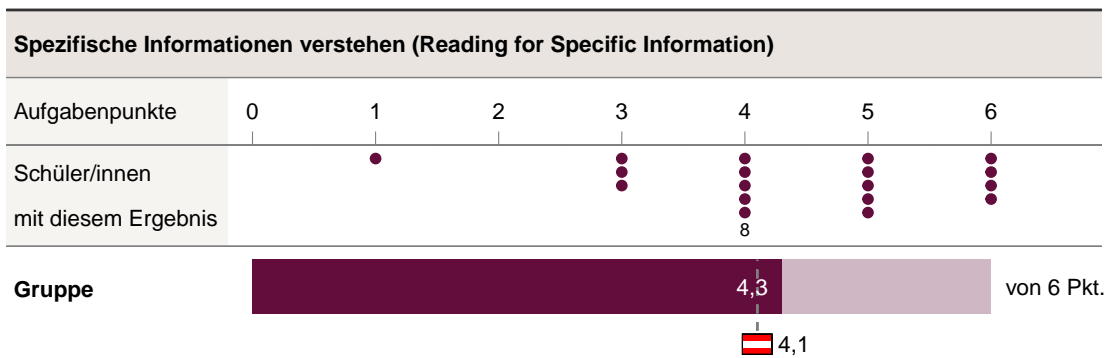 Spezifische Informationen verstehen (Reading for Specific Information)
Aufgabenpunkte 0 1 2 3 4 5 6
Schüler/innen
mit diesem Ergebnis
8
Gruppe 4,3 von 6 Pkt.
4,1